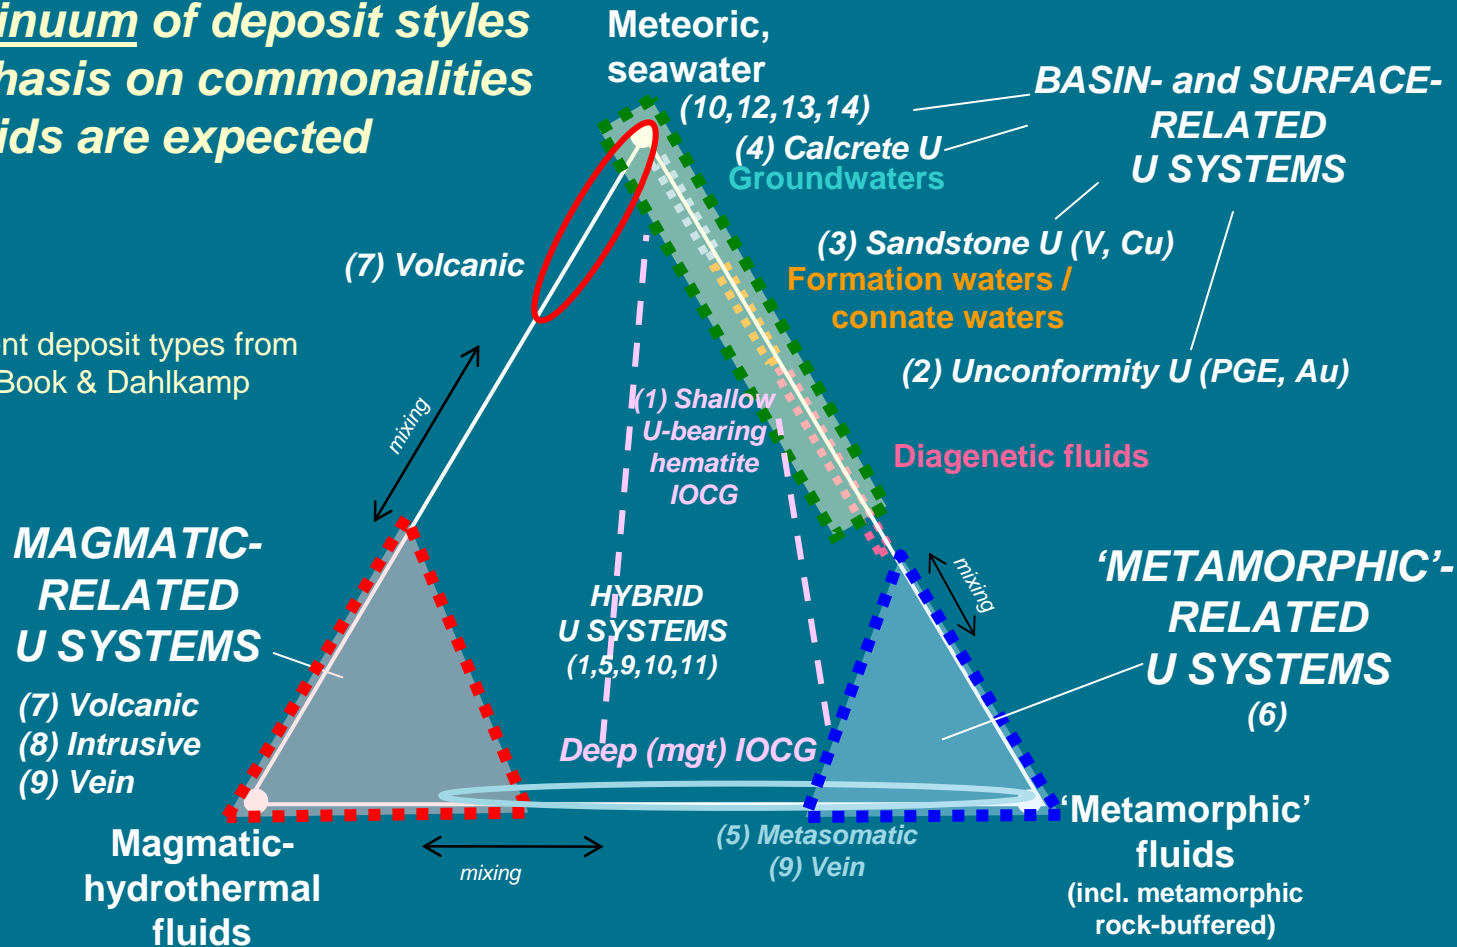 of deposit styles
on commonalities
are expected
Meteoric,
seawater
(10,12,13,14)
(4) Calcrete U
Groundwaters
BASIN- and SURFACE-
RELATED
U SYSTEMS
(7) Volcanic
(3) Sandstone U (V, Cu)
Formation waters /
connate waters
deposit types from
Book & Dahlkamp
(2) Unconformity U (PGE, Au)
mixing
(1) Shallow
U-bearing
hematite
IOCG
Diagenetic fluids
MAGMATIC-
RELATED
U SYSTEMS
(7) Volcanic
(8) Intrusive
(9) Vein
HYBRID
U SYSTEMS
(1,5,9,10,11)
mixing
‘METAMORPHIC’-
RELATED
U SYSTEMS
(6)
Deep (mgt) IOCG
Magmatic-
hydrothermal
fluids
mixing
(5) Metasomatic
(9) Vein
‘Metamorphic’
fluids
(incl. metamorphic
rock-buffered)